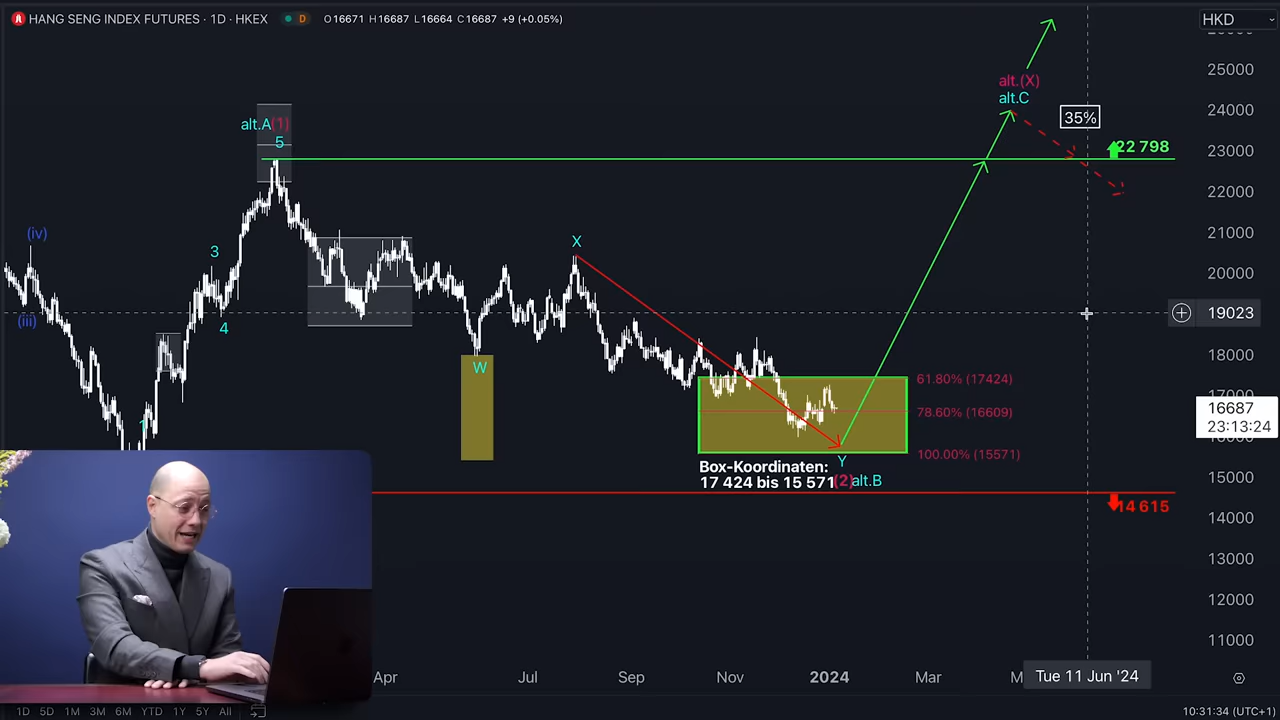 HANG SENG INDEX FUTURES · 1D · HKEX D O16671 H16687 L16664 C16687 +9 (+0.05%)
HKD
25000
24000
23000
22000
21000
20000
19023
18000
16687
23:13:24
15000
14000
13000
12000
11000
alt.(X)
alt.C
35%
22 798
alt.A(1)
5
(iv)
3
X
(iii)
4
W
1
61.80% (17424)
78.60% (16609)
100.00% (15571)
Y
Box-Koordinaten:
17 424 bis 15 571(2)alt.B
14 615
Apr Jul Sep Nov 2024 Mar M Tue 11 Jun '24
1D 5D 1M 3M 6M YTD 1Y 5Y All 10:31:34 (UTC+1)